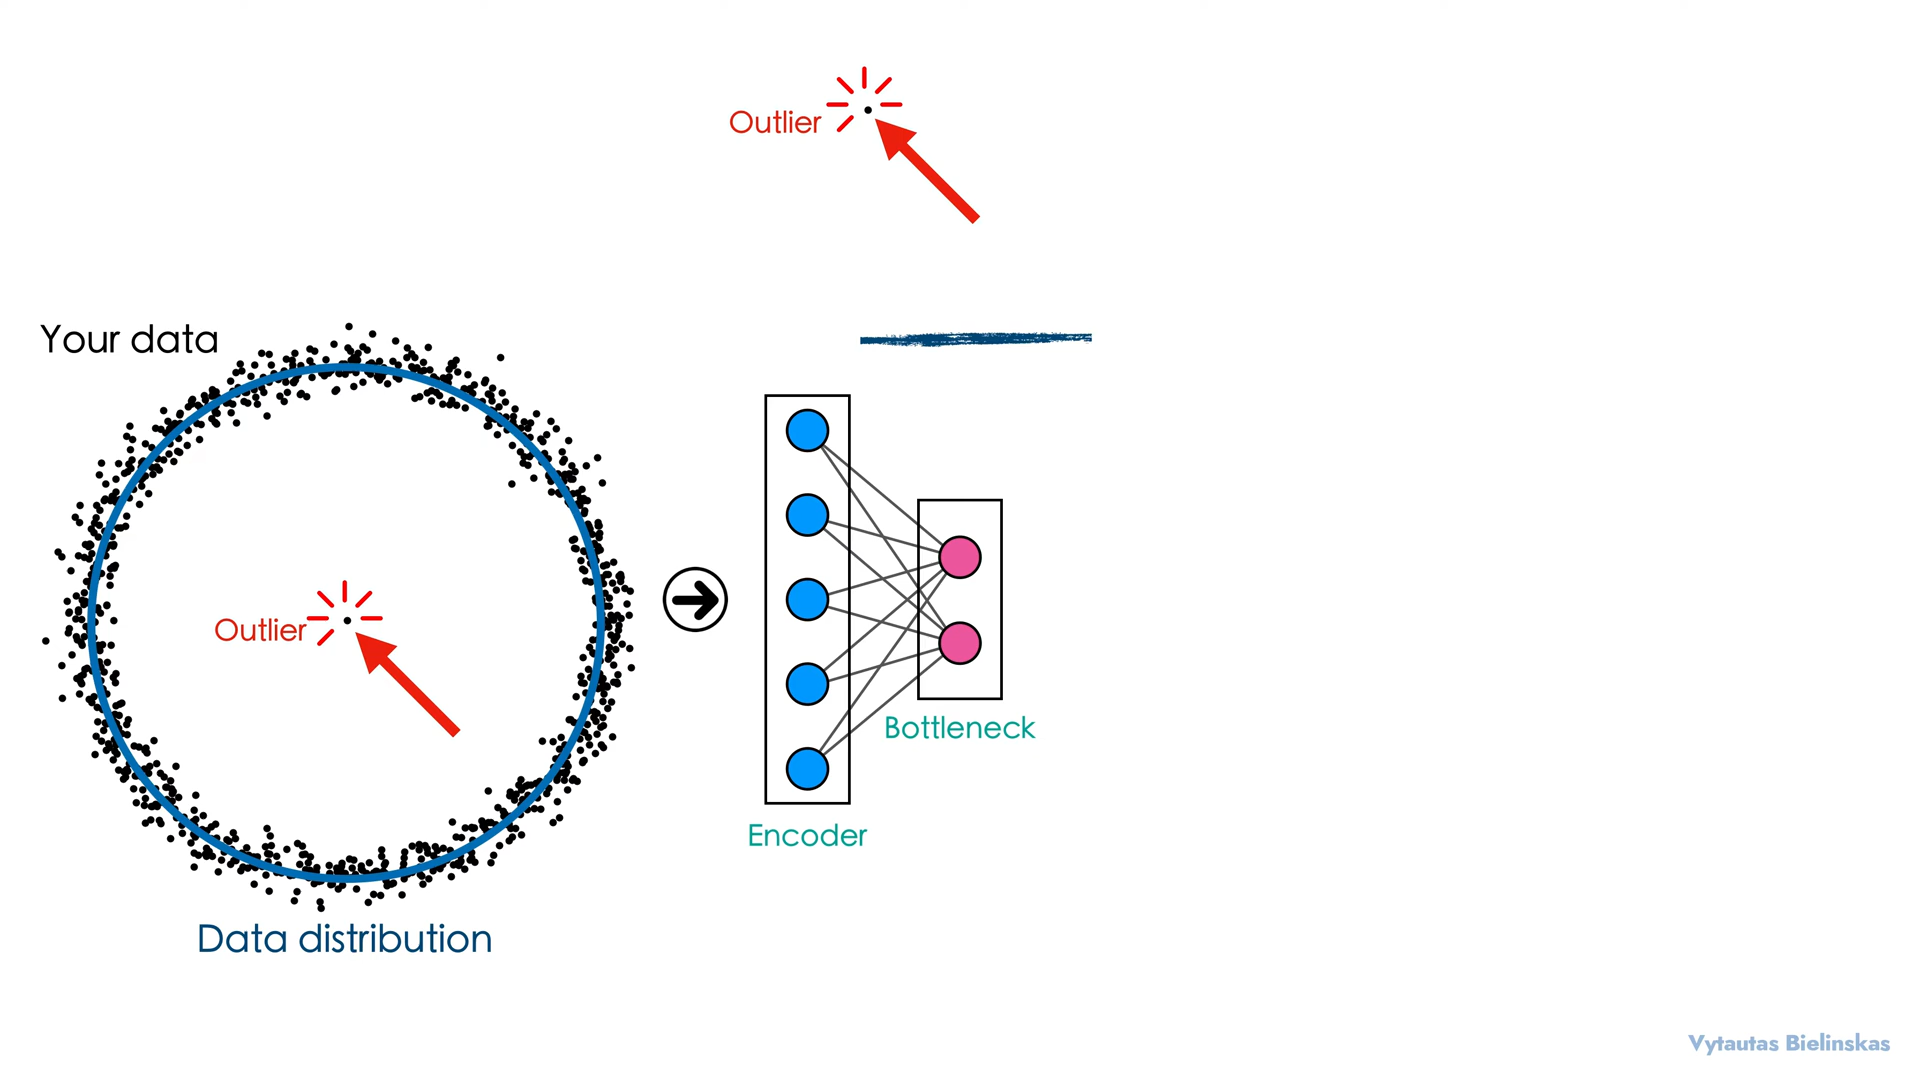 Outlier
Your data
Outlier
Bottleneck
Encoder
Data distribution
Vytautas Bielinskas